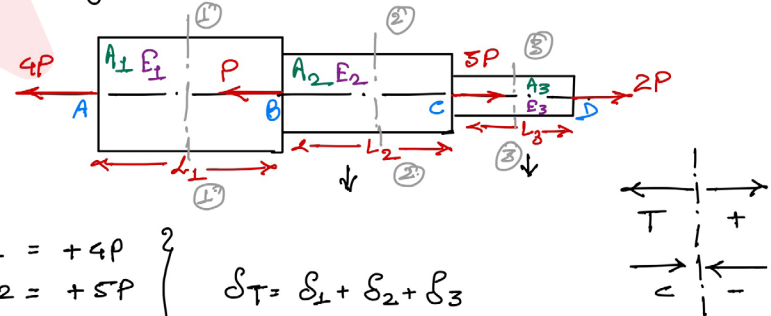 1 2 3
4P A1 E1 P A2 E2 5P A3 2P
A B C E3 D
L1 L2 L3
1 2 3
T +
= +4P
2 = +5P δT = δ1 + δ2 + δ3
C -